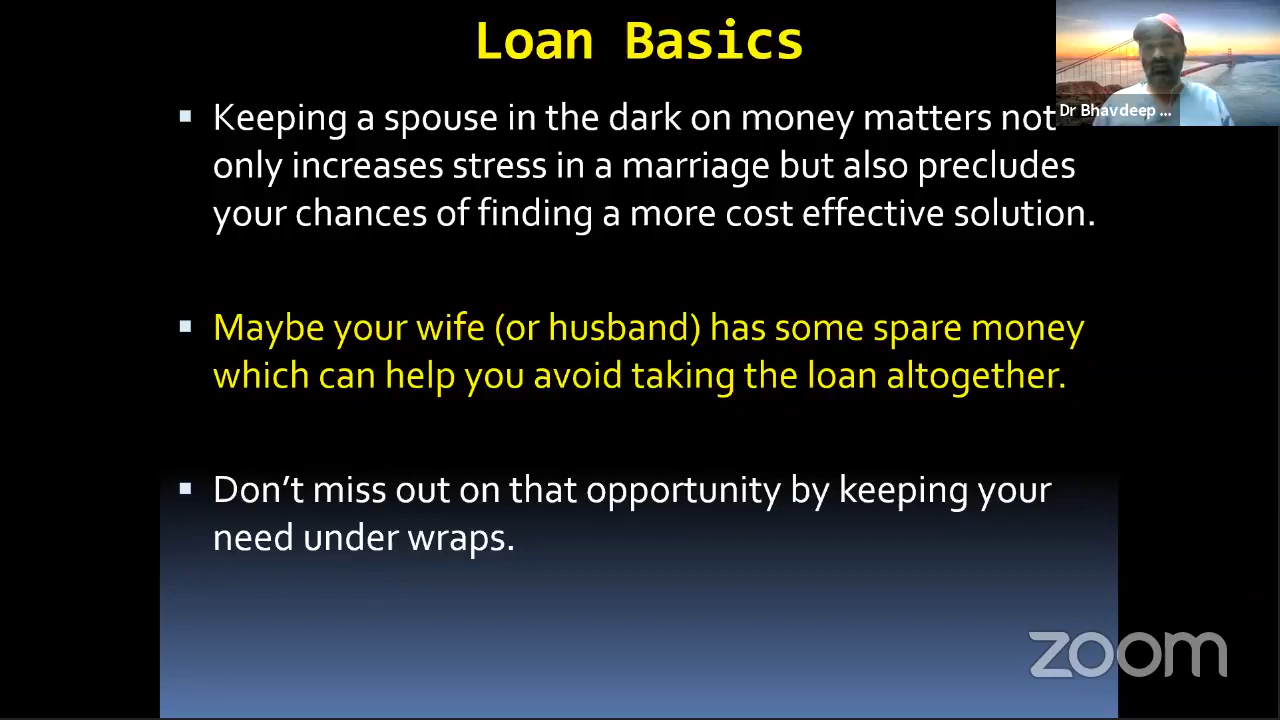 Loan Basics
Dr Bhavdeep ...
Keeping a spouse in the dark on money matters not
only increases stress in a marriage but also precludes
your chances of finding a more cost effective solution.
Maybe your wife (or husband) has some spare money
which can help you avoid taking the loan altogether.
Don’t miss out on that opportunity by keeping your
need under wraps.
zoom